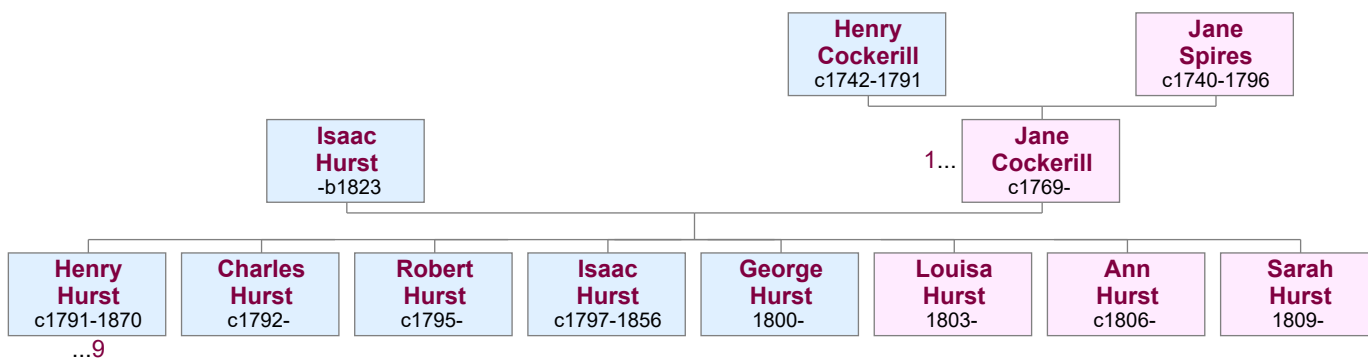 Henry
Cockerill
c1742-1791
Jane
Spires
c1740-1796
Isaac
Hurst
-b1823
1...
Jane
Cockerill
c1769-
Henry
Hurst
c1791-1870
Charles
Hurst
c1792-
Robert
Hurst
c1795-
Isaac
Hurst
c1797-1856
George
Hurst
1800-
Louisa
Hurst
1803-
Ann
Hurst
c1806-
Sarah
Hurst
1809-
...9